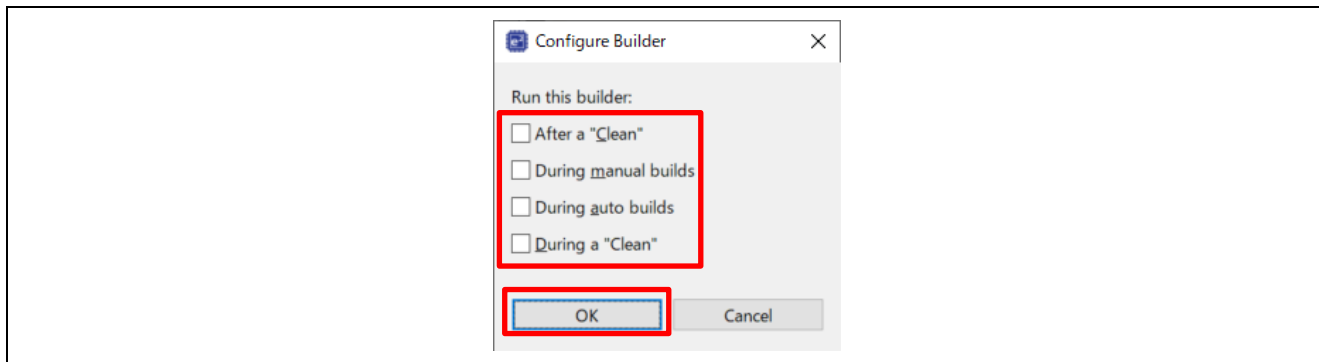 Configure Builder
Run this builder:
After a "Clean"
During manual builds
During auto builds
During a "Clean"
OK Cancel